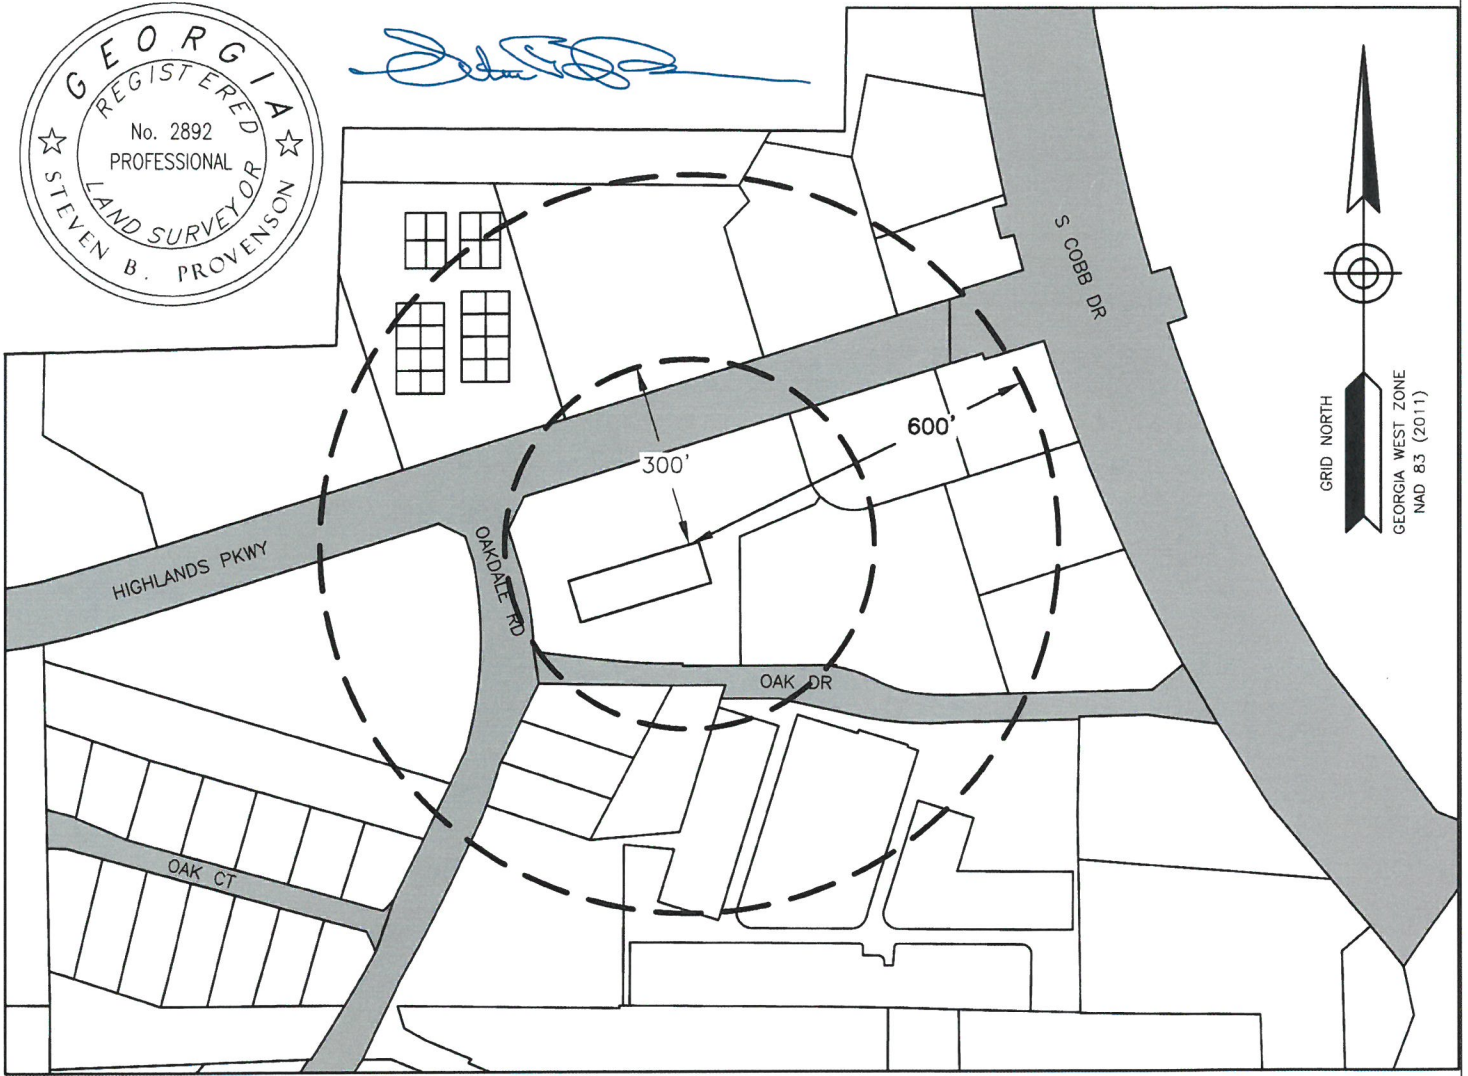 GEORGIA
REGISTERED
No. 2892
PROFESSIONAL
LAND SURVEYOR
STEVEN B. PROVENSON
S COBB DR
GRID NORTH
GEORGIA WEST ZONE
NAD 83 (2011)
600'
300'
HIGHLANDS PKWY
OAKDALE RD
OAK DR
OAK CT